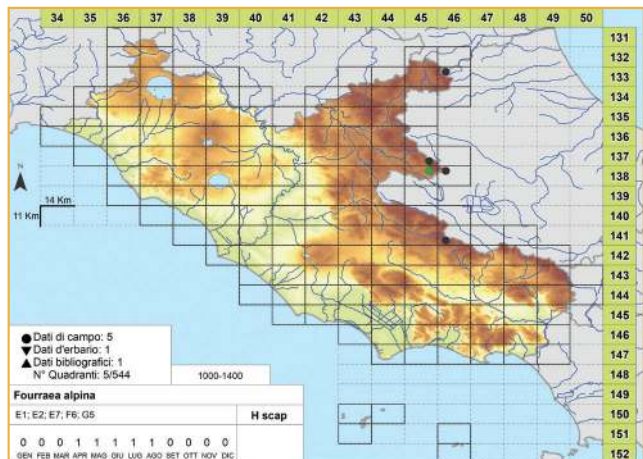 34 35 36 37 38 39 40 41 42 43 44 45 46 47 48 49 50
131
132
133
134
135
136
137
138
139
140
141
142
143
144
145
146
147
148
149
150
151
152
N
14 Km
11 Km
Dati di campo: 5
Dati d'erbario: 1
Dati bibliografici: 1
N° Quadranti: 5/544
1000-1400
Fourraea alpina
E1; E2; E7; F6; G5
H scap
0 0 0 1 1 1 1 1 0 0 0 0
GEN FEB MAR APR MAG GIU LUG AGO SET OTT NOV DIC